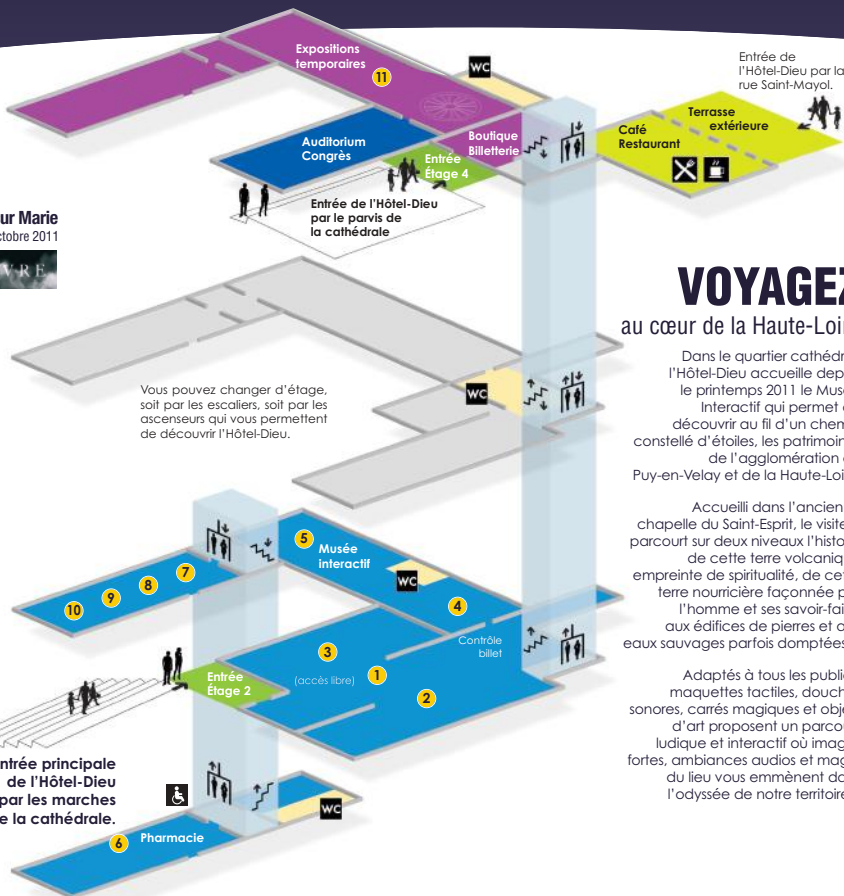 Expositions
temporaires
11
WC
Entrée de
l'Hôtel-Dieu par la
rue Saint-Mayol.
Terrasse
extérieure
Café
Restaurant
Boutique
Billetterie
Auditorium
Congrès
Entrée
Étage 4
Entrée de l'Hôtel-Dieu
par le parvis de
la cathédrale
ur Marie
ctobre 2011
VRE
VOYAGEZ
au cœur de la Haute-Loir
Dans le quartier cathédr
l'Hôtel-Dieu accueille dep
le printemps 2011 le Mus
Interactif qui permet
découvrir au fil d'un chem
constellé d'étoiles, les patrimoin
de l'agglomération
Puy-en-Velay et de la Haute-Loi
Accueilli dans l'ancien
chapelle du Saint-Esprit, le visite
parcourt sur deux niveaux l'histo
de cette terre volcaniq
empreinte de spiritualité, de cet
terre nourricière façonnée p
l'homme et ses savoir-fai
aux édifices de pierres et a
eaux sauvages parfois domptées
Adaptés à tous les public
maquettes tactiles, douch
sonores, carrés magiques et obje
d'art proposent un parcou
ludique et interactif où imag
fortes, ambiances audios et mag
du lieu vous emmènent da
l'odyssée de notre territoire
WC
Vous pouvez changer d'étage,
soit par les escaliers, soit par les
ascenseurs qui vous permettent
de découvrir l'Hôtel-Dieu.
5
Musée
interactif
WC
7
8
9
10
4
Contrôle
billet
3
(accès libre)
1
2
Entrée
Étage 2
ntrée principale
de l'Hôtel-Dieu
par les marches
e la cathédrale.
WC
6
Pharmacie